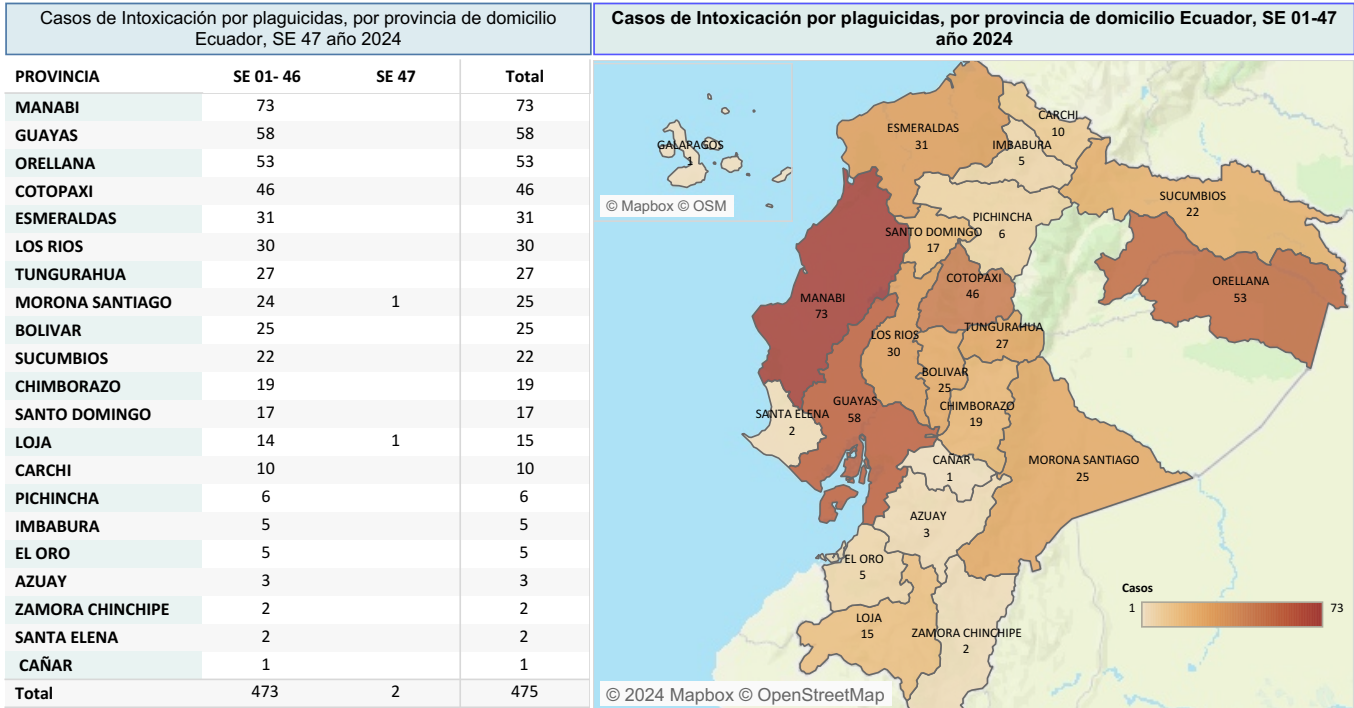 Casos de Intoxicación por plaguicidas, por provincia de domicilio
Ecuador, SE 47 año 2024
PROVINCIA SE 01- 46 SE 47 Total
MANABI 73 73
GUAYAS 58 58
ORELLANA 53 53
COTOPAXI 46 46
ESMERALDAS 31 31
LOS RIOS 30 30
TUNGURAHUA 27 27
MORONA SANTIAGO 24 1 25
BOLIVAR 25 25
SUCUMBIOS 22 22
CHIMBORAZO 19 19
SANTO DOMINGO 17 17
LOJA 14 1 15
CARCHI 10 10
PICHINCHA 6 6
IMBABURA 5 5
EL ORO 5 5
AZUAY 3 3
ZAMORA CHINCHIPE 2 2
SANTA ELENA 2 2
CAÑAR 1 1
Total 473 2 475
Casos de Intoxicación por plaguicidas, por provincia de domicilio Ecuador, SE 01-47
año 2024
GALAPAGOS
1
© Mapbox © OSM
ESMERALDAS
31
CARCHI
10
IMBABURA
5
SUCUMBIOS
22
PICHINCHA
6
SANTO DOMINGO
17
COTOPAXI
46
ORELLANA
53
MANABI
73
LOS RIOS
30
TUNGURAHUA
27
BOLIVAR
25
SANTA ELENA
2
GUAYAS
58
CHIMBORAZO
19
CAÑAR
1
MORONA SANTIAGO
25
AZUAY
3
EL ORO
5
LOJA
15
ZAMORA CHINCHIPE
2
Casos
1 73
© 2024 Mapbox © OpenStreetMap